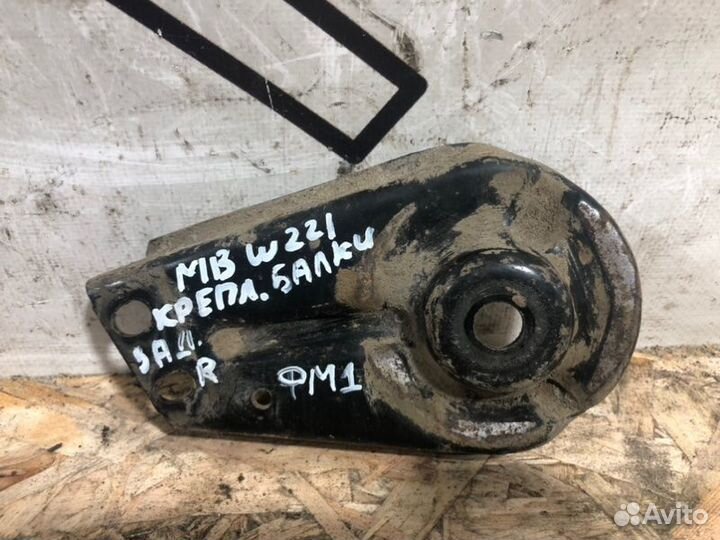 MB W221
КРЕПЛ. БАЛКИ
ЗАД.
R
ФМ1
Avito